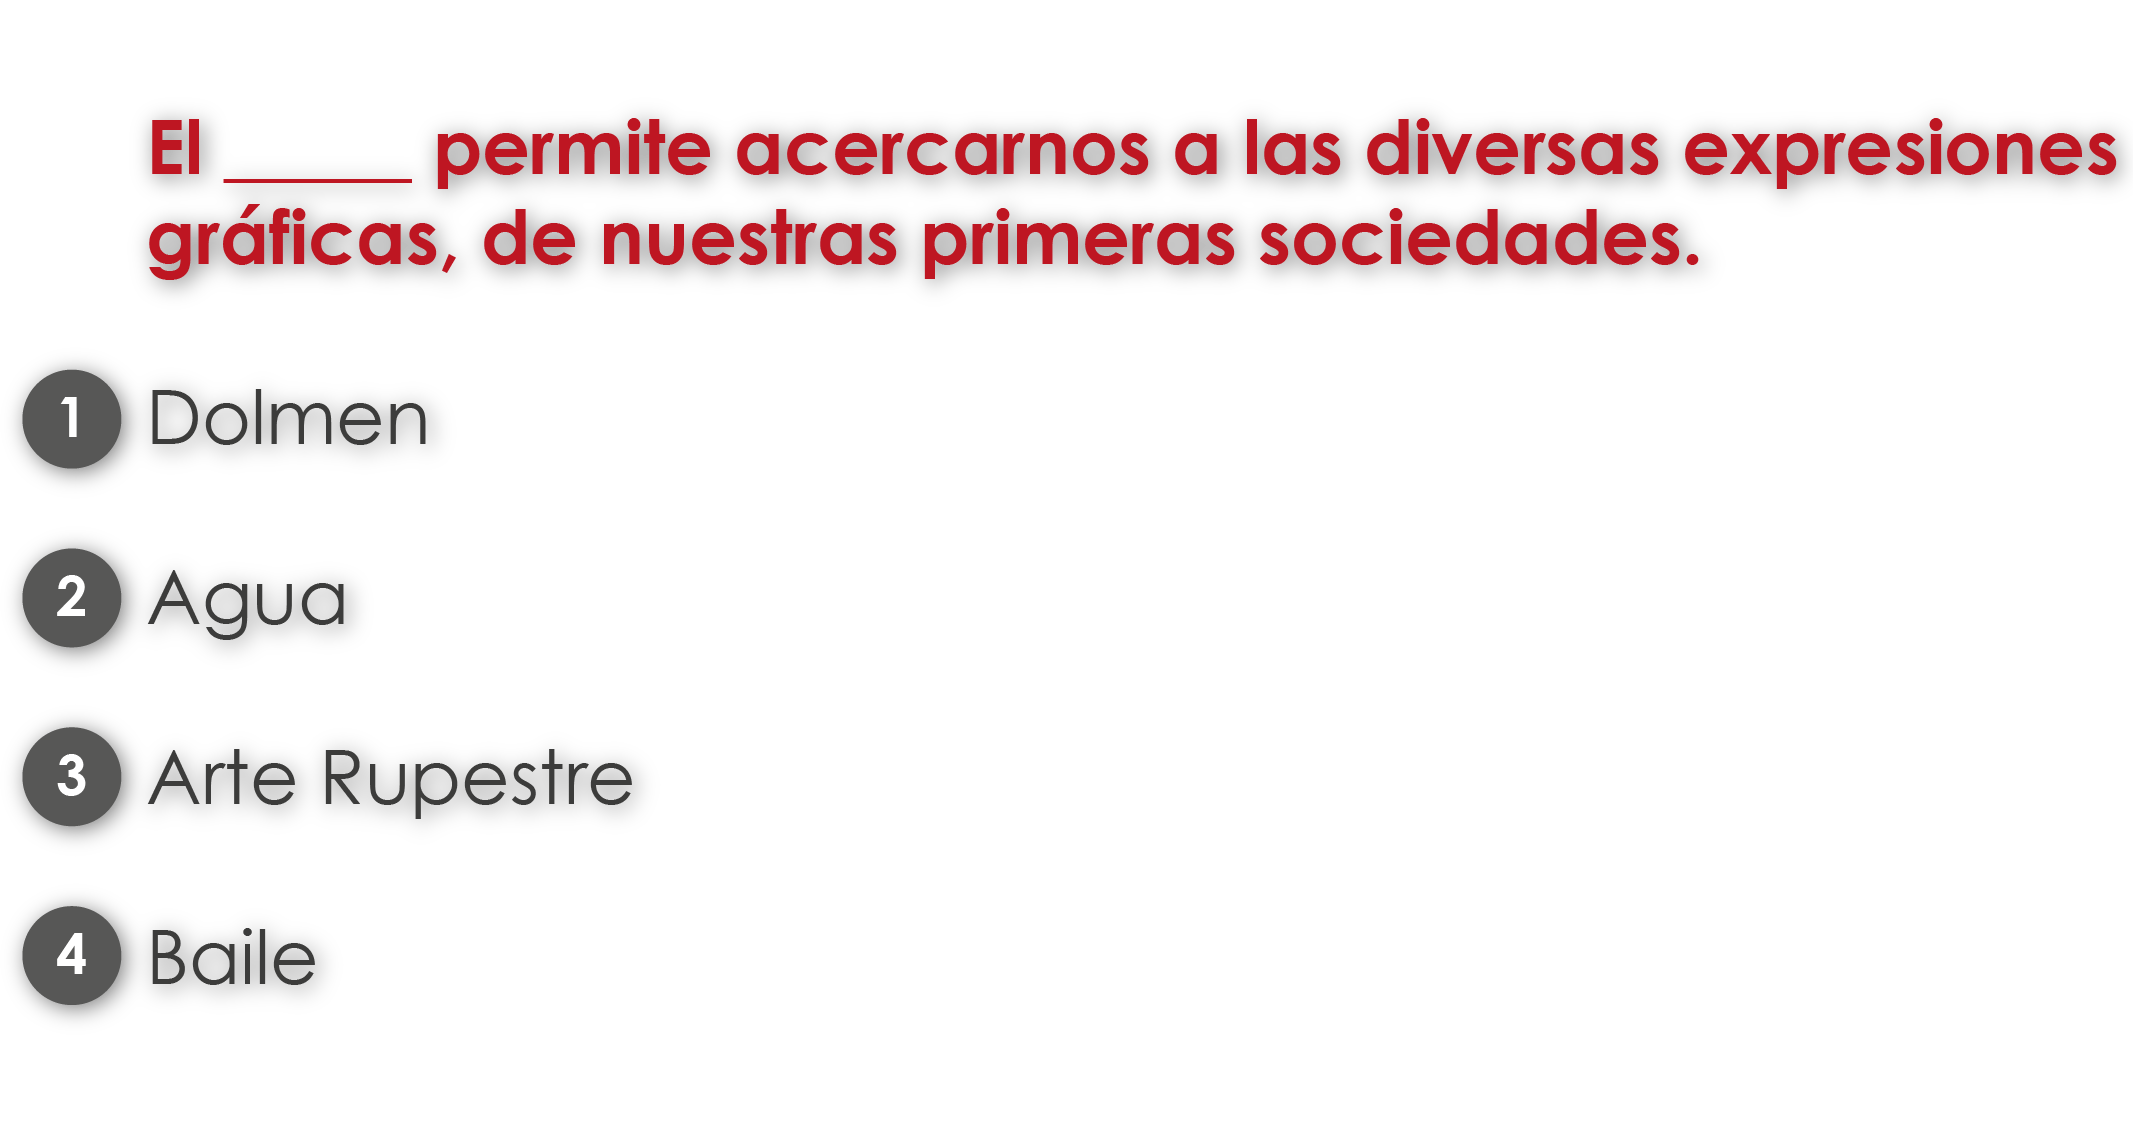 El _____ permite acercarnos a las diversas expresiones
gráficas, de nuestras primeras sociedades.
1 Dolmen
2 Agua
3 Arte Rupestre
4 Baile